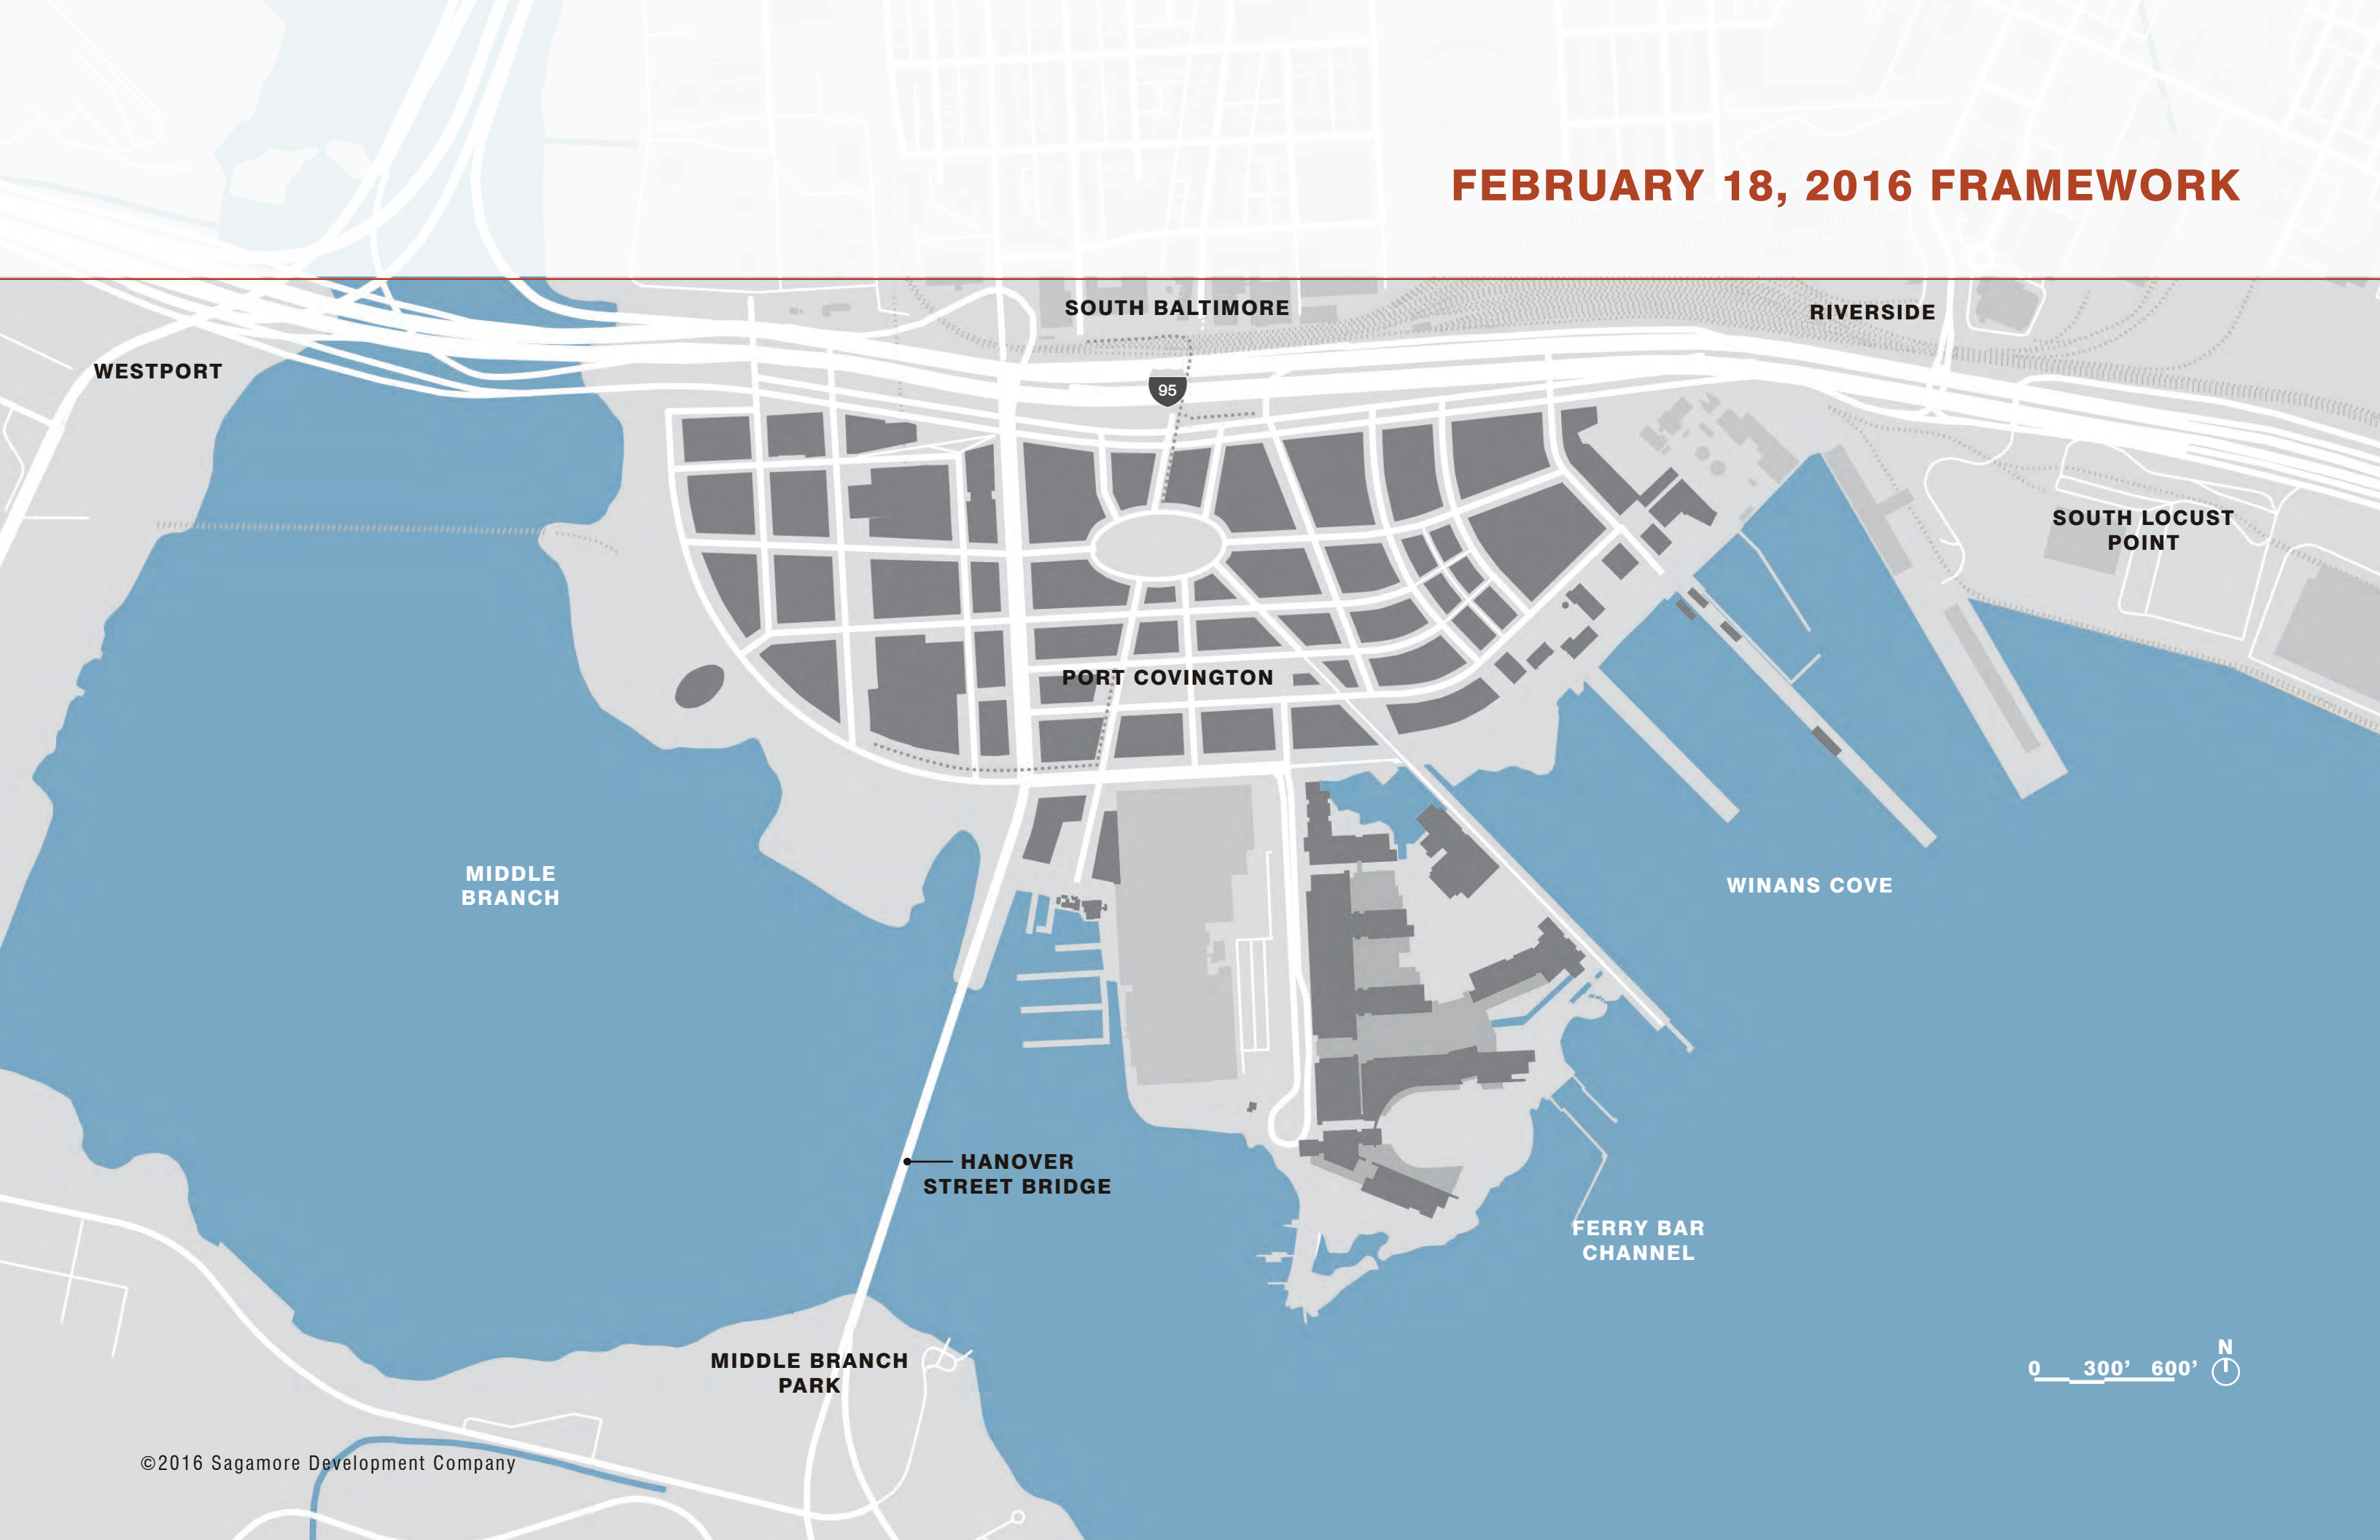 FEBRUARY 18, 2016 FRAMEWORK
SOUTH BALTIMORE
RIVERSIDE
WESTPORT
95
SOUTH LOCUST
POINT
PORT COVINGTON
MIDDLE
BRANCH
WINANS COVE
HANOVER
STREET BRIDGE
FERRY BAR
CHANNEL
MIDDLE BRANCH
PARK
N
0 300’ 600’
©2016 Sagamore Development Company